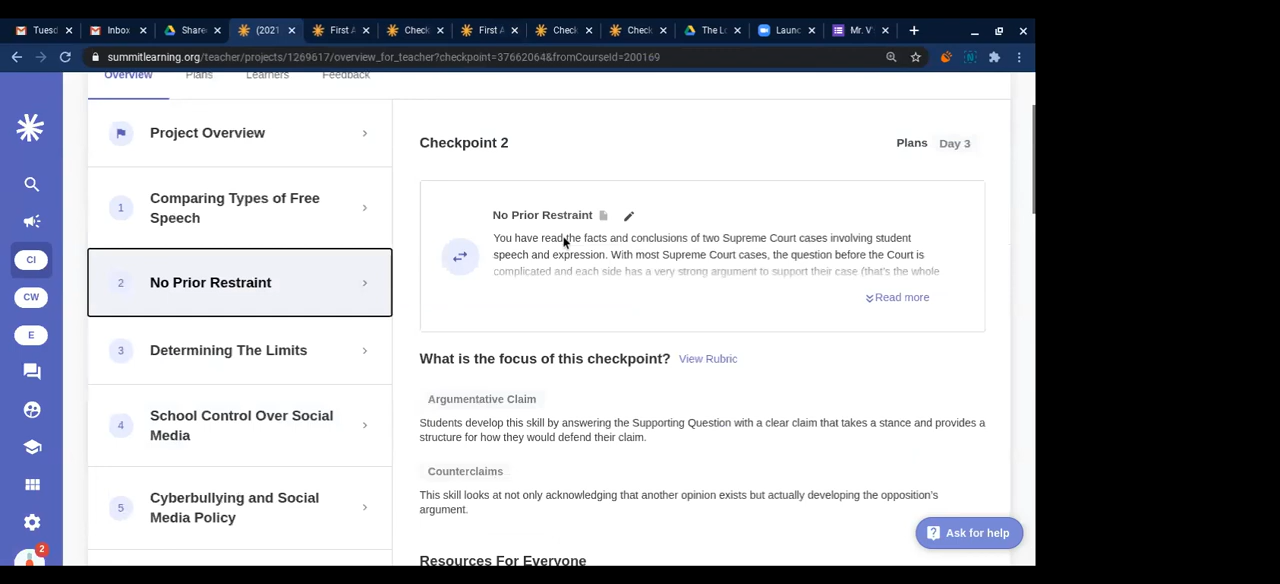 Tuesc
Inbox
Share
(2021
First A
Check
First A
Check
Check
The Lo
Launc
Mr. V
summitlearning.org/teacher/projects/1269617/overview_for_teacher?checkpoint=37662064&fromCourseId=200169
Overview
Plans
Learners
Feedback
CI
CW
E
2
Project Overview
1
Comparing Types of Free
Speech
2
No Prior Restraint
3
Determining The Limits
4
School Control Over Social
Media
5
Cyberbullying and Social
Media Policy
Checkpoint 2
Plans Day 3
No Prior Restraint
You have read the facts and conclusions of two Supreme Court cases involving student
speech and expression. With most Supreme Court cases, the question before the Court is
complicated and each side has a very strong argument to support their case (that's the whole
Read more
What is the focus of this checkpoint? View Rubric
Argumentative Claim
Students develop this skill by answering the Supporting Question with a clear claim that takes a stance and provides a
structure for how they would defend their claim.
Counterclaims
This skill looks at not only acknowledging that another opinion exists but actually developing the opposition's
argument.
Resources For Everyone
Ask for help